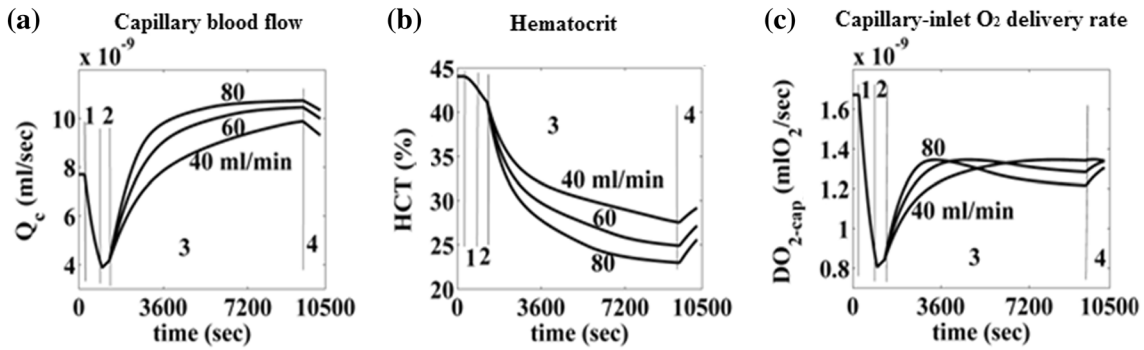 (a) Capillary blood flow
x 10⁻⁹
Q_c (ml/sec)
10
8
6
4
1 2
80
60
40 ml/min
3
4
0 3600 7200 10500
time (sec)
(b) Hematocrit
HCT (%)
45
40
35
30
25
20
1 2
3
4
40 ml/min
60
80
0 3600 6300 10500
time (sec)
(c) Capillary-inlet O₂ delivery rate
x 10⁻⁹
DO₂₋cap (mlO₂/sec)
1.6
1.4
1.2
1
0.8
1 2
80
40 ml/min
3
4
0 3600 7200 10500
time (sec)